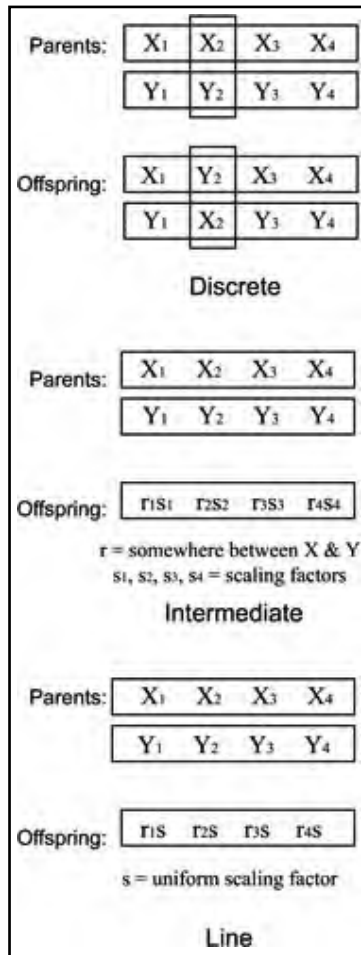 Parents: X1 X2 X3 X4
Y1 Y2 Y3 Y4
Offspring: X1 Y2 X3 X4
Y1 X2 Y3 Y4
Discrete
Parents: X1 X2 X3 X4
Y1 Y2 Y3 Y4
Offspring: r1s1 r2s2 r3s3 r4s4
r = somewhere between X & Y
s1, s2, s3, s4 = scaling factors
Intermediate
Parents: X1 X2 X3 X4
Y1 Y2 Y3 Y4
Offspring: r1s r2s r3s r4s
s = uniform scaling factor
Line